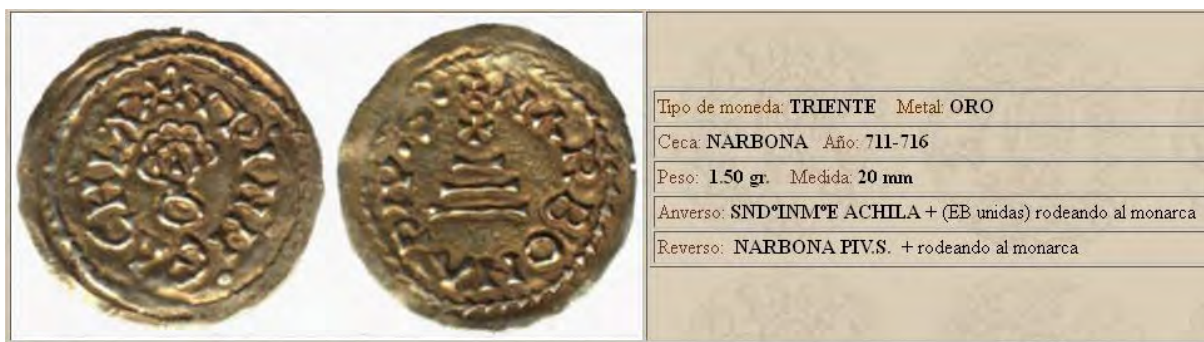 NARBONA
Tipo de moneda: TRIENTE Metal: ORO
Ceca: NARBONA Año: 711-716
Peso: 1.50 gr. Medida: 20 mm
Anverso: SNDºINMºE ACHILA + (EB unidas) rodeando al monarca
Reverso: NARBONA PIV.S. + rodeando al monarca